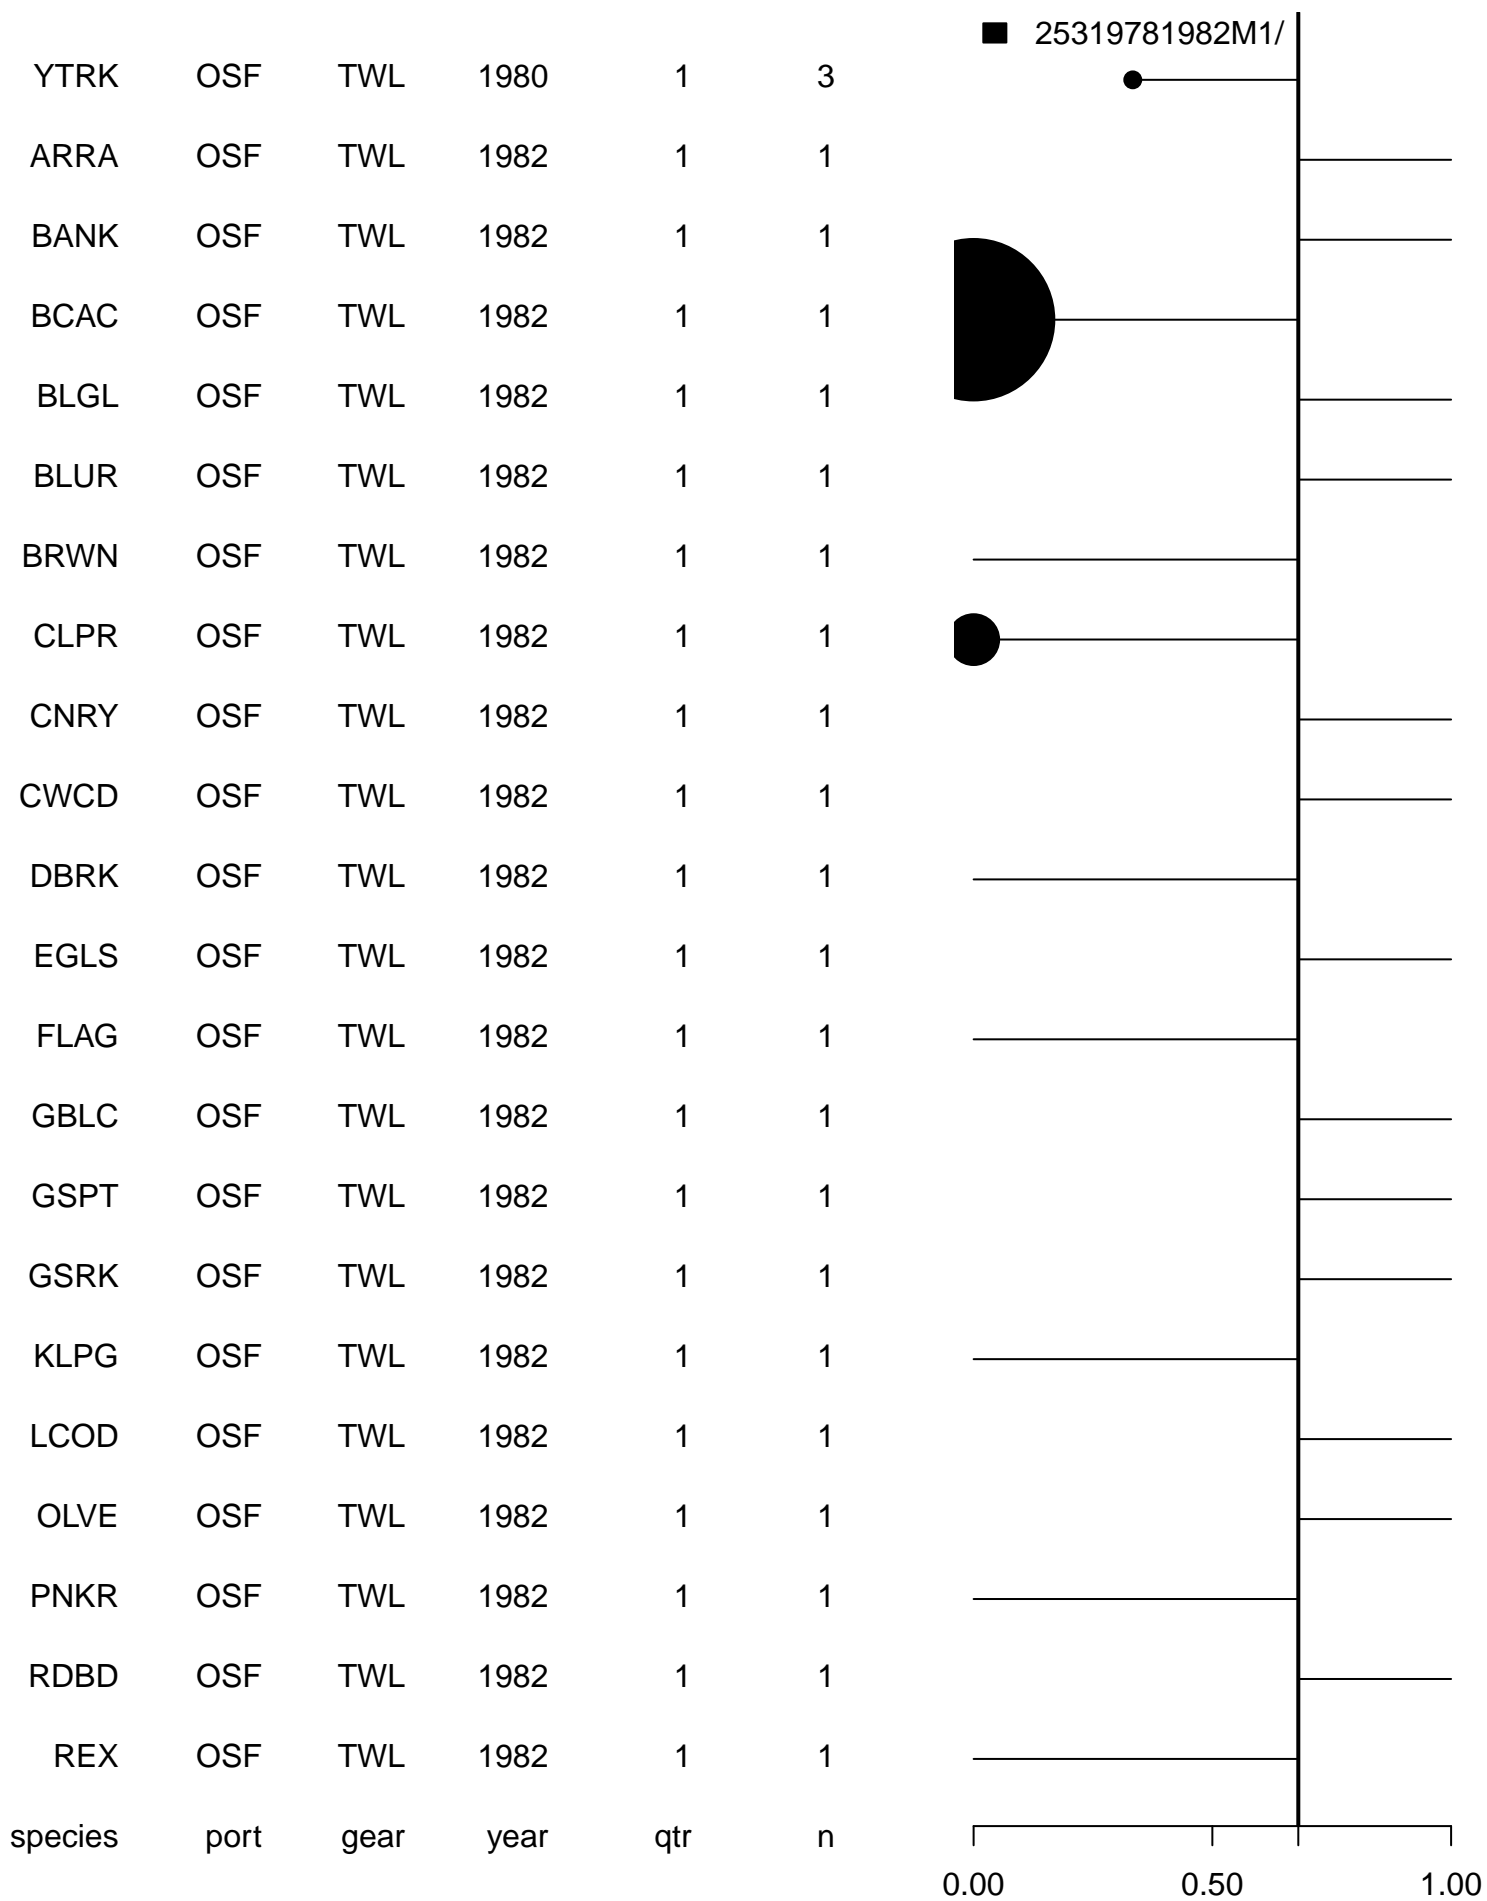 25319781982M1/
YTRK OSF TWL 1980 1 3
ARRA OSF TWL 1982 1 1
BANK OSF TWL 1982 1 1
BCAC OSF TWL 1982 1 1
BLGL OSF TWL 1982 1 1
BLUR OSF TWL 1982 1 1
BRWN OSF TWL 1982 1 1
CLPR OSF TWL 1982 1 1
CNRY OSF TWL 1982 1 1
CWCD OSF TWL 1982 1 1
DBRK OSF TWL 1982 1 1
EGLS OSF TWL 1982 1 1
FLAG OSF TWL 1982 1 1
GBLC OSF TWL 1982 1 1
GSPT OSF TWL 1982 1 1
GSRK OSF TWL 1982 1 1
KLPG OSF TWL 1982 1 1
LCOD OSF TWL 1982 1 1
OLVE OSF TWL 1982 1 1
PNKR OSF TWL 1982 1 1
RDBD OSF TWL 1982 1 1
REX OSF TWL 1982 1 1
species port gear year qtr n
0.00 0.50 1.00